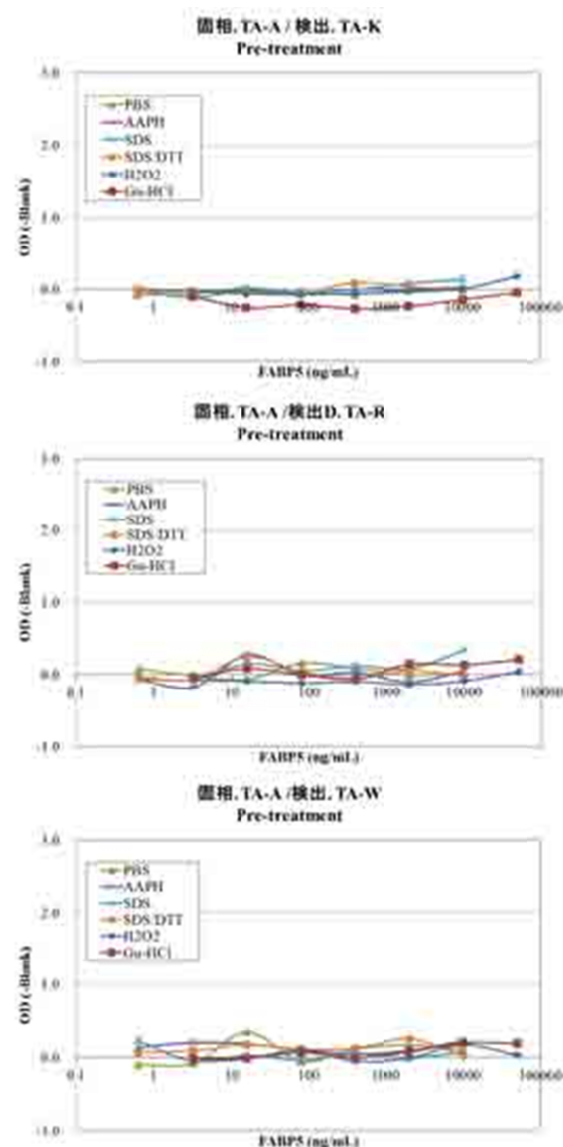 固相. TA-A / 検出. TA-K
Pre-treatment
3.0
PBS
AAPH
SDS
SDS/DTT
H2O2
Gu-HCl
2.0
1.0
0.0
-1.0
OD (-Blank)
0.1 1 10 100 1000 10000 100000
FABP5 (ng/mL)
固相. TA-A /検出D. TA-R
Pre-treatment
3.0
PBS
AAPH
SDS
SDS/DTT
H2O2
Gu-HCl
2.0
1.0
0.0
-1.0
OD (-Blank)
0.1 1 10 100 1000 10000 100000
FABP5 (ng/mL)
固相. TA-A /検出. TA-W
Pre-treatment
3.0
PBS
AAPH
SDS
SDS/DTT
H2O2
Gu-HCl
2.0
1.0
0.0
-1.0
OD (-Blank)
0.1 1 10 100 1000 10000 100000
FABP5 (ng/mL)